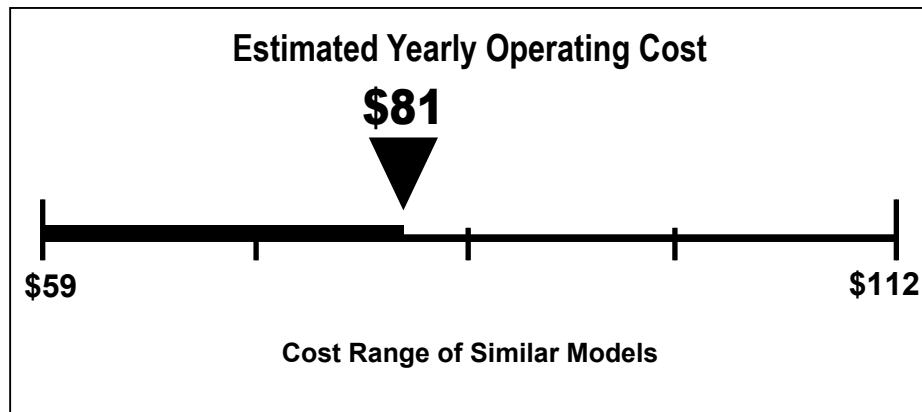 Estimated Yearly Operating Cost
$81
$59
$112
Cost Range of Similar Models